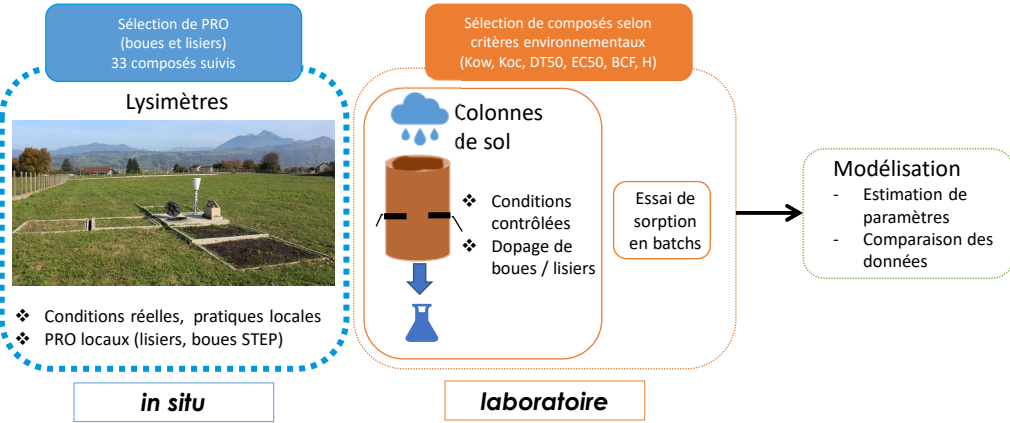 Sélection de PRO
(boues et lisiers)
33 composés suivis
Lysimètres
❖ Conditions réelles, pratiques locales
❖ PRO locaux (lisiers, boues STEP)
in situ
Sélection de composés selon
critères environnementaux
(Kow, Koc, DT50, EC50, BCF, H)
Colonnes
de sol
❖ Conditions
contrôlées
❖ Dopage de
boues / lisiers
Essai de
sorption
en batchs
laboratoire
Modélisation
- Estimation de
paramètres
- Comparaison des
données